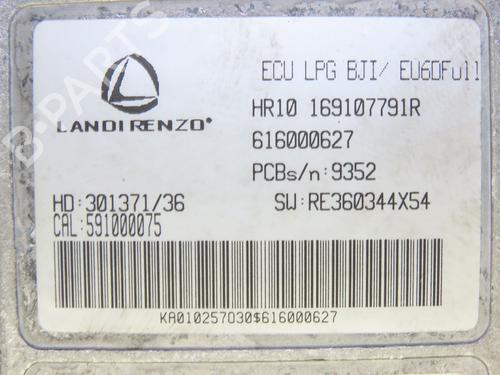 ECU LPG BJI/ EU6DFull
LANDIRENZO®
HR10 169107791R
616000627
PCBs/n:9352
HD:301371/36
SW:RE360344X54
CAL:591000075
KA010257030$616000627
B-PARTS